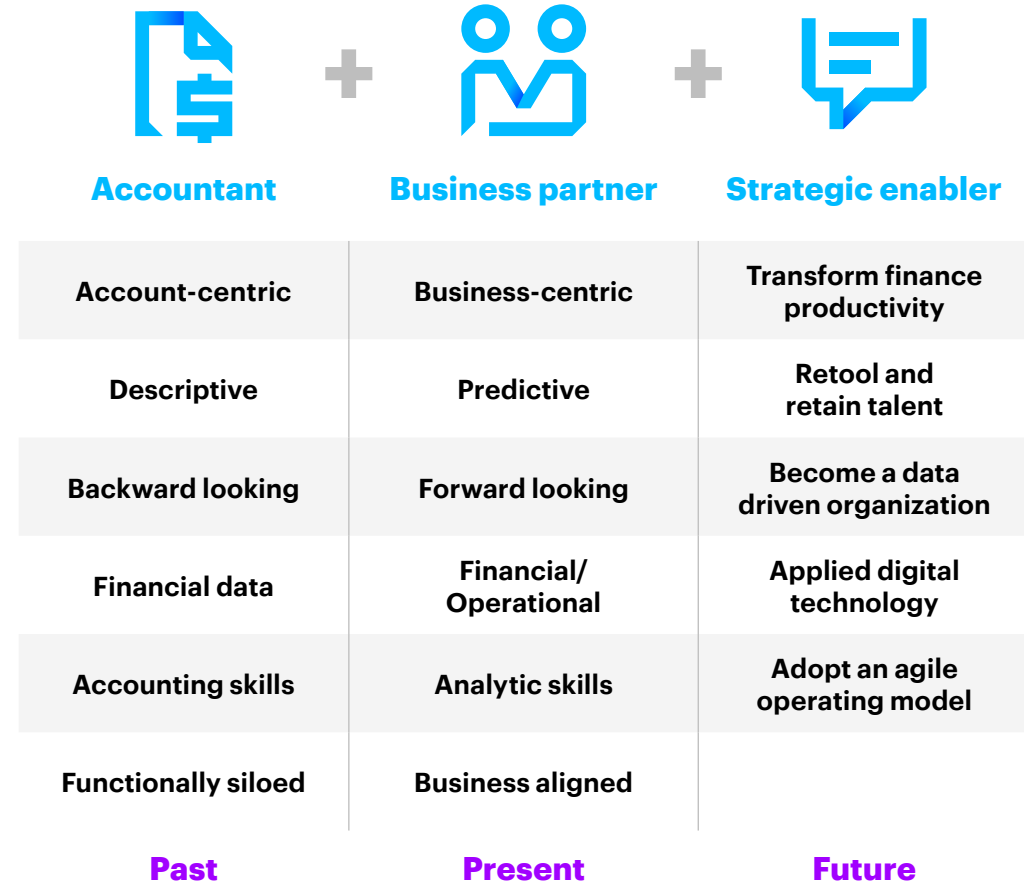 Accountant
Business partner
Strategic enabler
Account-centric
Business-centric
Transform finance
productivity
Descriptive
Predictive
Retool and
retain talent
Backward looking
Forward looking
Become a data
driven organization
Financial data
Financial/
Operational
Applied digital
technology
Accounting skills
Analytic skills
Adopt an agile
operating model
Functionally siloed
Business aligned
Past
Present
Future